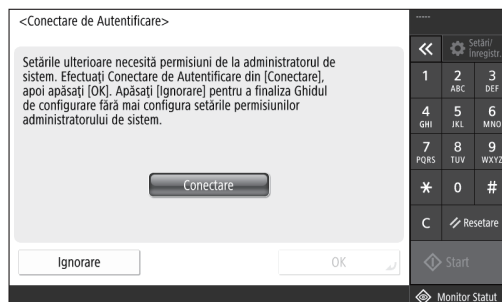 <Conectare de Autentificare>
Setările ulterioare necesită permisiuni de la administratorul de
sistem. Efectuați Conectare de Autentificare din [Conectare],
apoi apăsați [OK]. Apăsați [Ignorare] pentru a finaliza Ghidul
de configurare fără mai configura setările permisiunilor
administratorului de sistem.
Conectare
Ignorare
OK
-----
Setări/
Înregistr.
1
2
ABC
3
DEF
4
GHI
5
JKL
6
MNO
7
PQRS
8
TUV
9
WXYZ
*
0
#
C
Resetare
Start
Monitor Statut